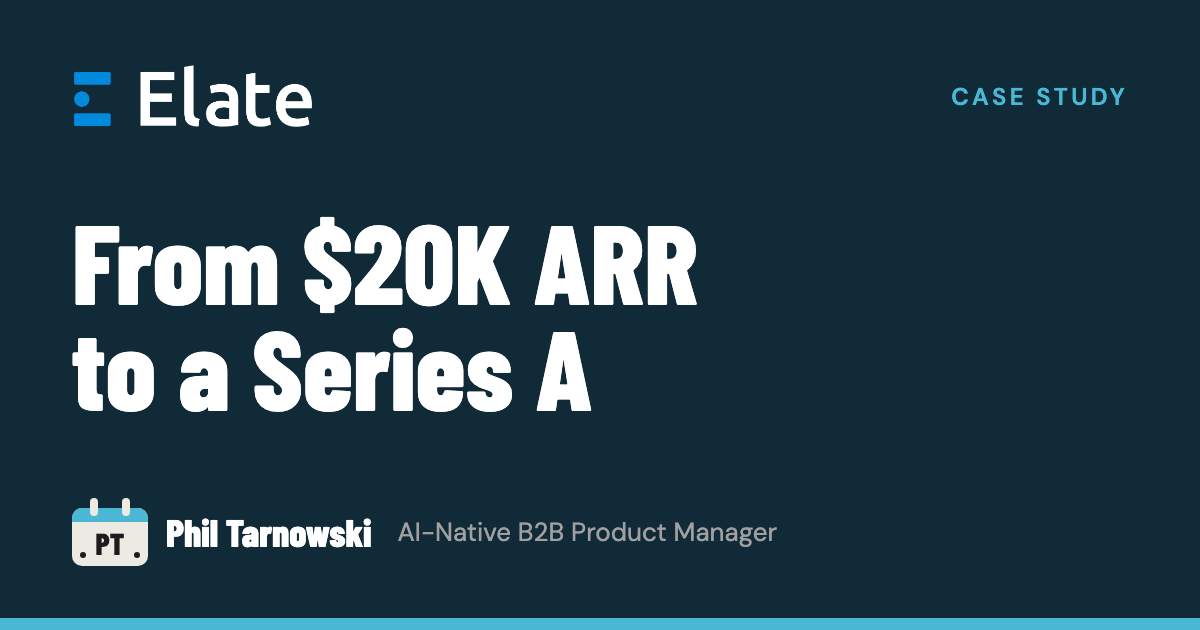 Elate
CASE STUDY
From $20K ARR
to a Series A
PT
Phil Tarnowski
AI-Native B2B Product Manager